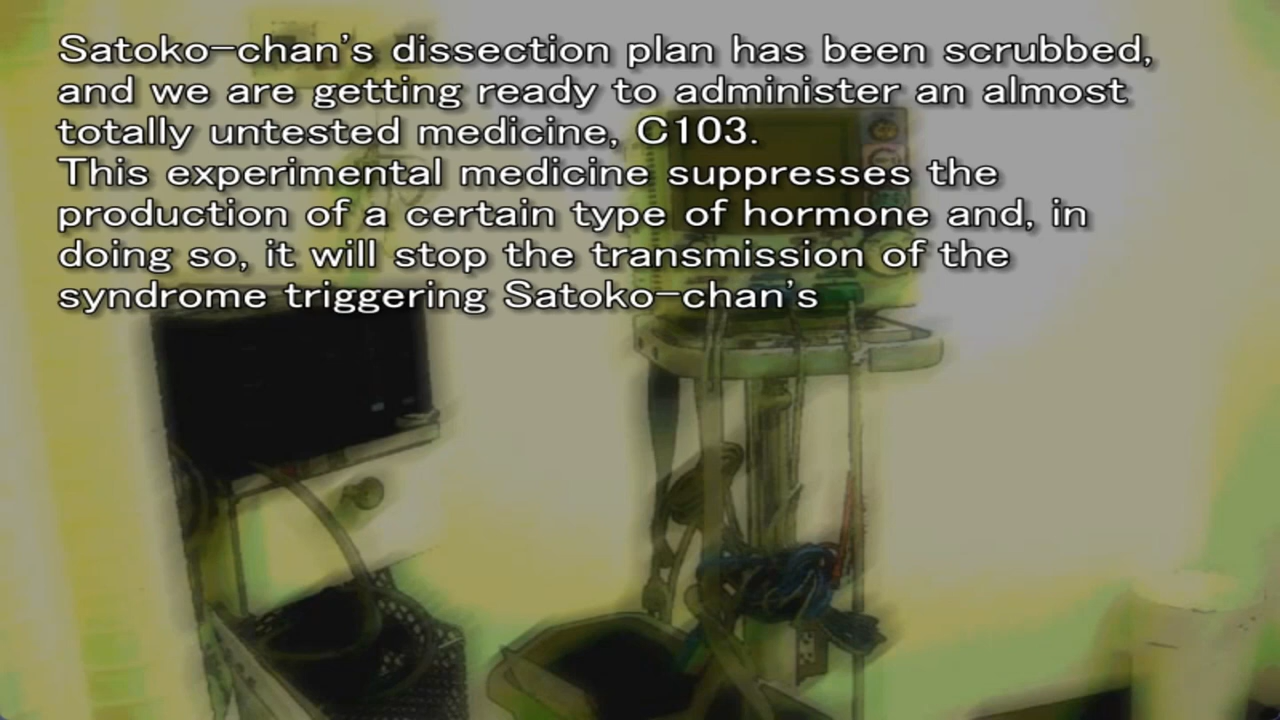 Satoko-chan's dissection plan has been scrubbed,
and we are getting ready to administer an almost
totally untested medicine, C103.
This experimental medicine suppresses the
production of a certain type of hormone and, in
doing so, it will stop the transmission of the
syndrome triggering Satoko-chan's